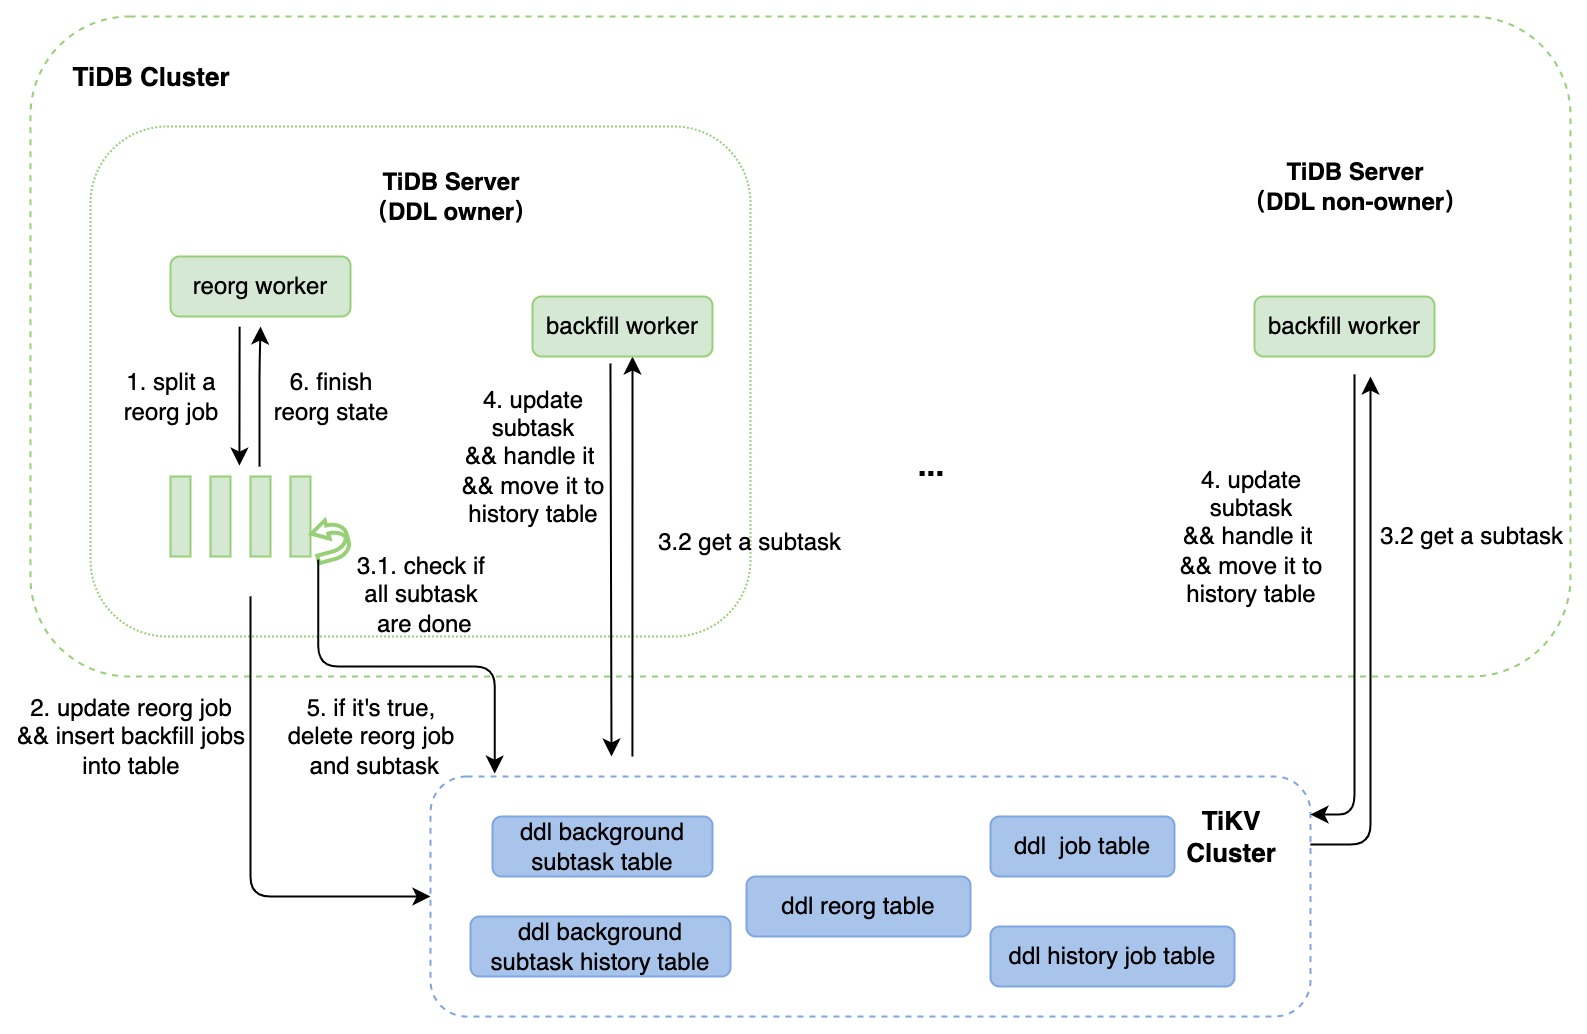 TiDB Cluster
TiDB Server
(DDL owner)
TiDB Server
(DDL non-owner)
reorg worker
backfill worker
backfill worker
1. split a
reorg job
6. finish
reorg state
4. update
subtask
&& handle it
&& move it to
history table
3.2 get a subtask
...
4. update
subtask
&& handle it
&& move it to
history table
3.2 get a subtask
3.1. check if
all subtask
are done
2. update reorg job
&& insert backfill jobs
into table
5. if it's true,
delete reorg job
and subtask
TiKV
Cluster
ddl background
subtask table
ddl  job table
ddl reorg table
ddl background
subtask history table
ddl history job table